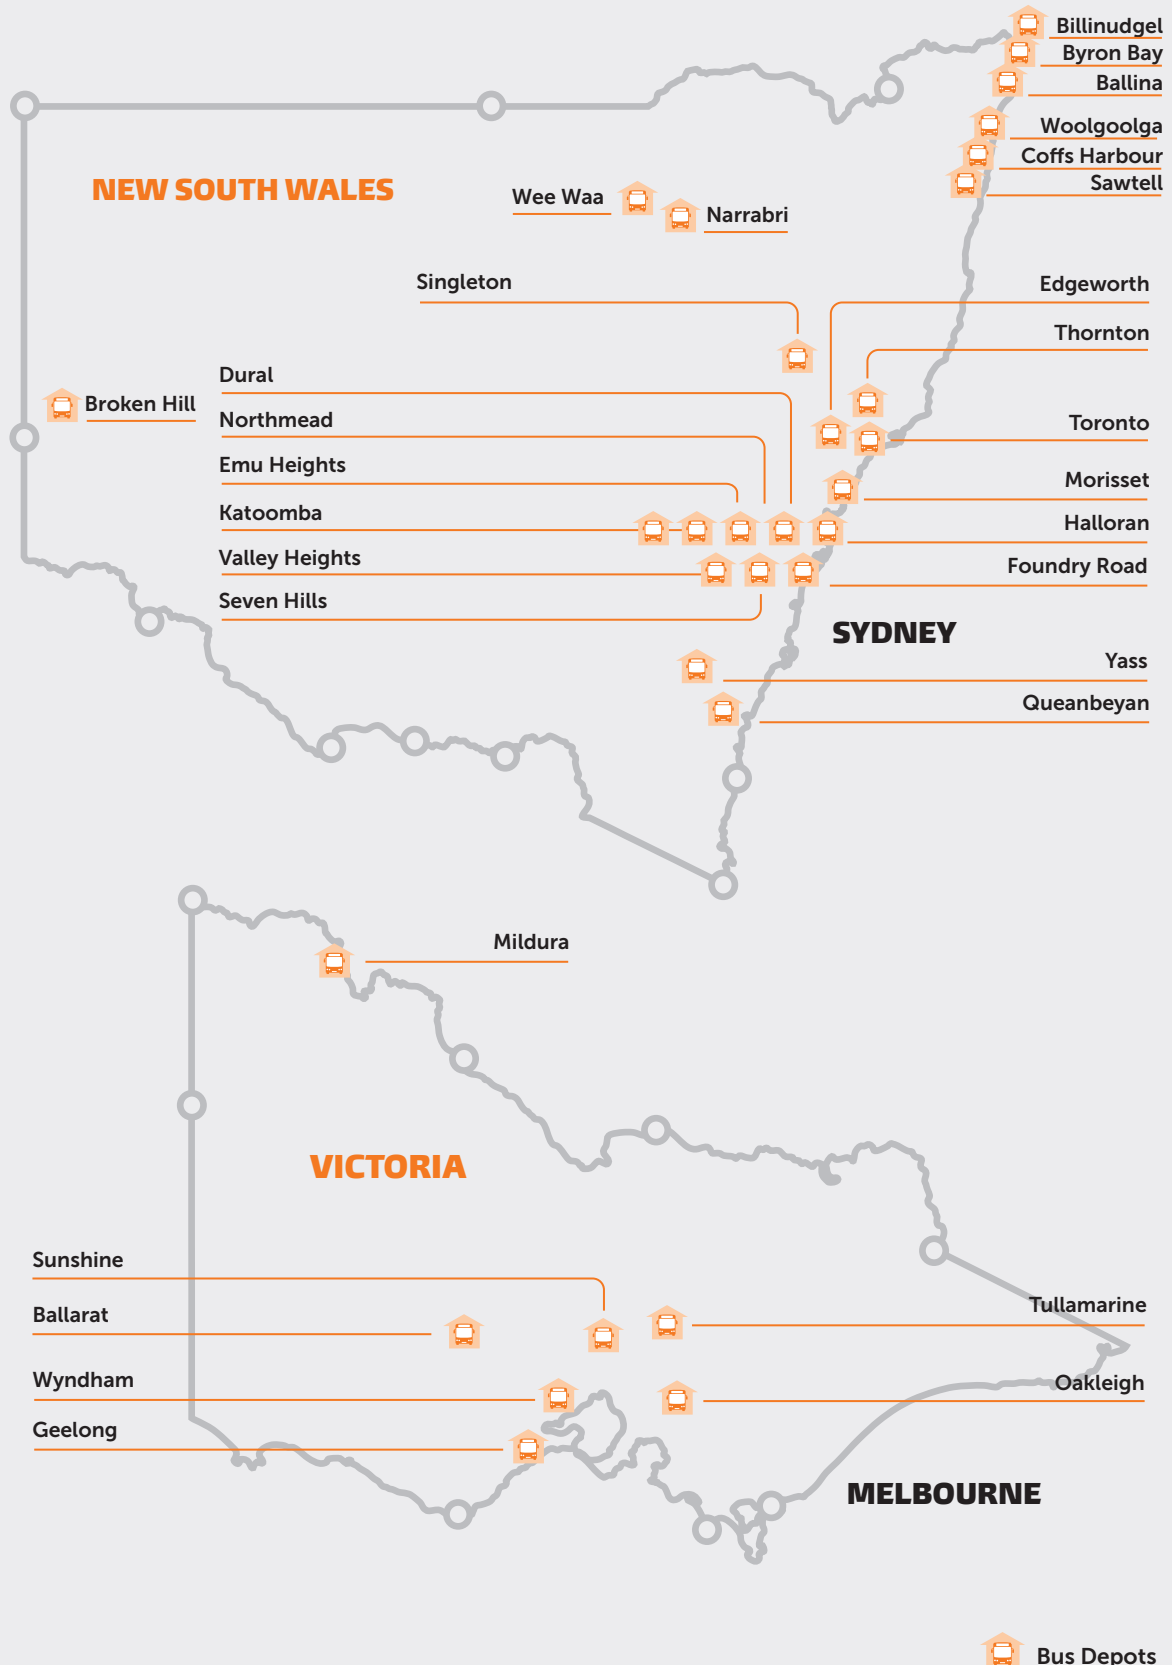 Billinudgel
Byron Bay
Ballina
Woolgoolga
Coffs Harbour
Sawtell
NEW SOUTH WALES
Wee Waa
Narrabri
Singleton
Edgeworth
Thornton
Dural
Broken Hill
Northmead
Toronto
Emu Heights
Morisset
Katoomba
Halloran
Valley Heights
Foundry Road
Seven Hills
SYDNEY
Yass
Queanbeyan
Mildura
VICTORIA
Sunshine
Ballarat
Tullamarine
Wyndham
Oakleigh
Geelong
MELBOURNE
Bus Depots